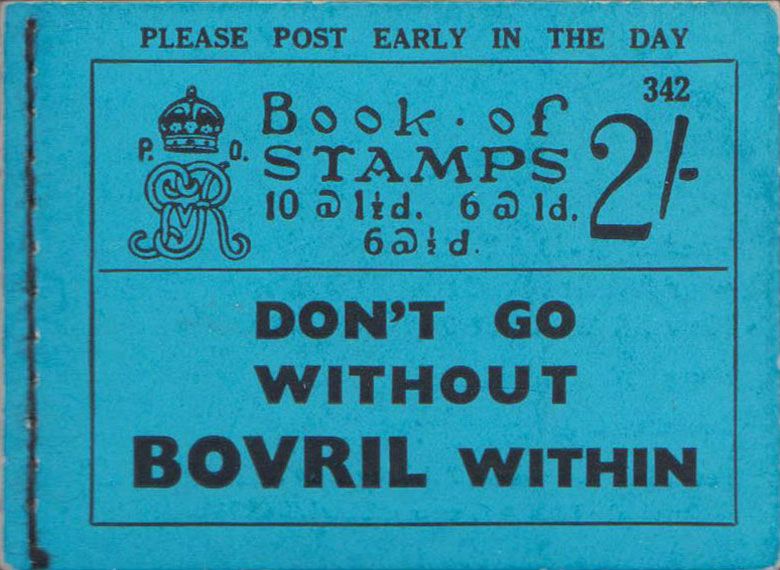 PLEASE POST EARLY IN THE DAY
342
P. O.
Book · of
STAMPS
2/-
10 @ 1½d. 6 @ 1d.
6 @ ½d.
DON'T GO
WITHOUT
BOVRIL WITHIN